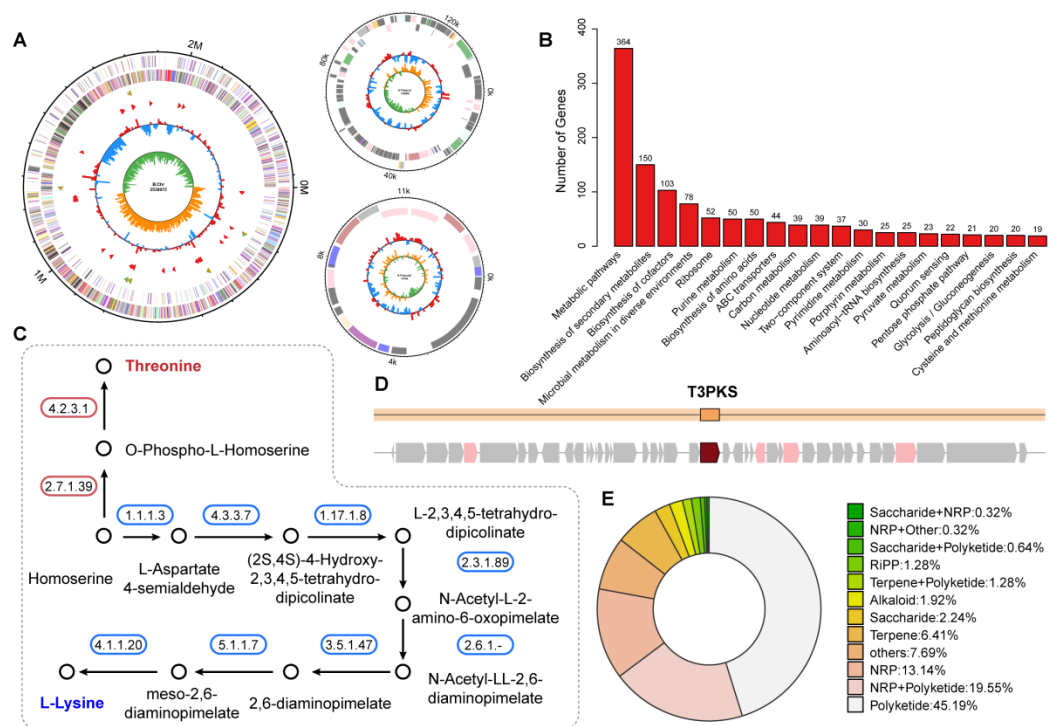 A
2M
0M
1M
B.Chr
120k
80k
0k
40k
11k
8k
0k
4k
B
Number of Genes
400
300
200
100
0
364
150
103
78
52
50
50
44
39
39
37
30
25
25
23
22
21
20
20
19
Metabolic pathways
Biosynthesis of secondary metabolites
Biosynthesis of cofactors
Microbial metabolism in diverse environments
Ribosome
Purine metabolism
Biosynthesis of amino acids
ABC transporters
Carbon metabolism
Nucleotide metabolism
Two−component system
Pyrimidine metabolism
Porphyrin metabolism
Aminoacyl−tRNA biosynthesis
Pyruvate metabolism
Quorum sensing
Pentose phosphate pathway
Glycolysis / Gluconeogenesis
Peptidoglycan biosynthesis
Cysteine and methionine metabolism
C
Threonine
4.2.3.1
O-Phospho-L-Homoserine
2.7.1.39
1.1.1.3
4.3.3.7
1.17.1.8
Homoserine
L-Aspartate
4-semialdehyde
(2S,4S)-4-Hydroxy-
2,3,4,5-tetrahydro-
dipicolinate
L-2,3,4,5-tetrahydro-
dipicolinate
2.3.1.89
N-Acetyl-L-2-
amino-6-oxopimelate
2.6.1.-
N-Acetyl-LL-2,6-
diaminopimelate
3.5.1.47
2,6-diaminopimelate
5.1.1.7
meso-2,6-
diaminopimelate
4.1.1.20
L-Lysine
D
T3PKS
E
Saccharide+NRP:0.32%
NRP+Other:0.32%
Saccharide+Polyketide:0.64%
RiPP:1.28%
Terpene+Polyketide:1.28%
Alkaloid:1.92%
Saccharide:2.24%
Terpene:6.41%
others:7.69%
NRP:13.14%
NRP+Polyketide:19.55%
Polyketide:45.19%